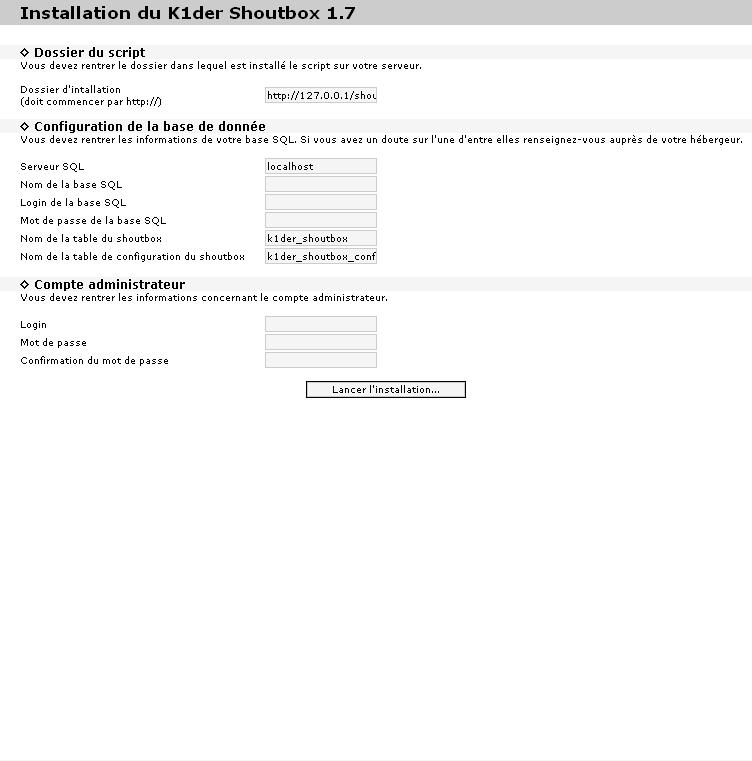 Installation du K1der Shoutbox 1.7
◇ Dossier du script
Vous devez rentrer le dossier dans lequel est installé le script sur votre serveur.
Dossier d'intallation
(doit commencer par http://)
http://127.0.0.1/shou
◇ Configuration de la base de donnée
Vous devez rentrer les informations de votre base SQL. Si vous avez un doute sur l'une d'entre elles renseignez-vous auprès de votre hébergeur.
Serveur SQL localhost
Nom de la base SQL
Login de la base SQL
Mot de passe de la base SQL
Nom de la table du shoutbox k1der_shoutbox
Nom de la table de configuration du shoutbox k1der_shoutbox_conf
◇ Compte administrateur
Vous devez rentrer les informations concernant le compte administrateur.
Login
Mot de passe
Confirmation du mot de passe
Lancer l'installation...